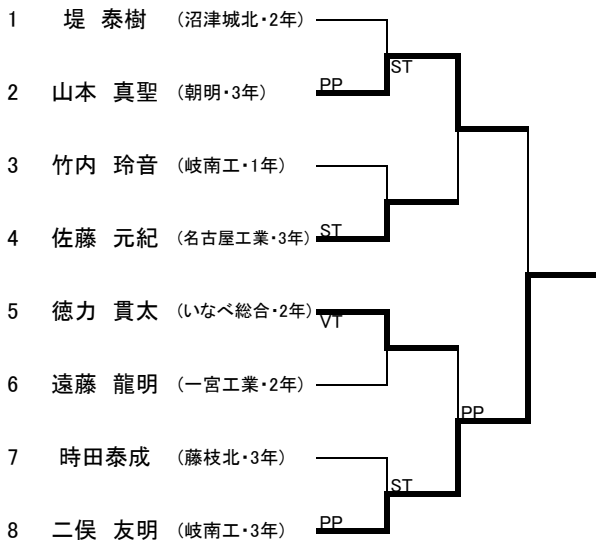 1 堤 泰樹 (沼津城北・2年)
ST
2 山本 真聖 (朝明・3年) PP
3 竹内 玲音 (岐南工・1年)
4 佐藤 元紀 (名古屋工業・3年) ST
5 徳力 貫太 (いなべ総合・2年) VT
6 遠藤 龍明 (一宮工業・2年)
PP
7 時田泰成 (藤枝北・3年)
ST
8 二俣 友明 (岐南工・3年) PP